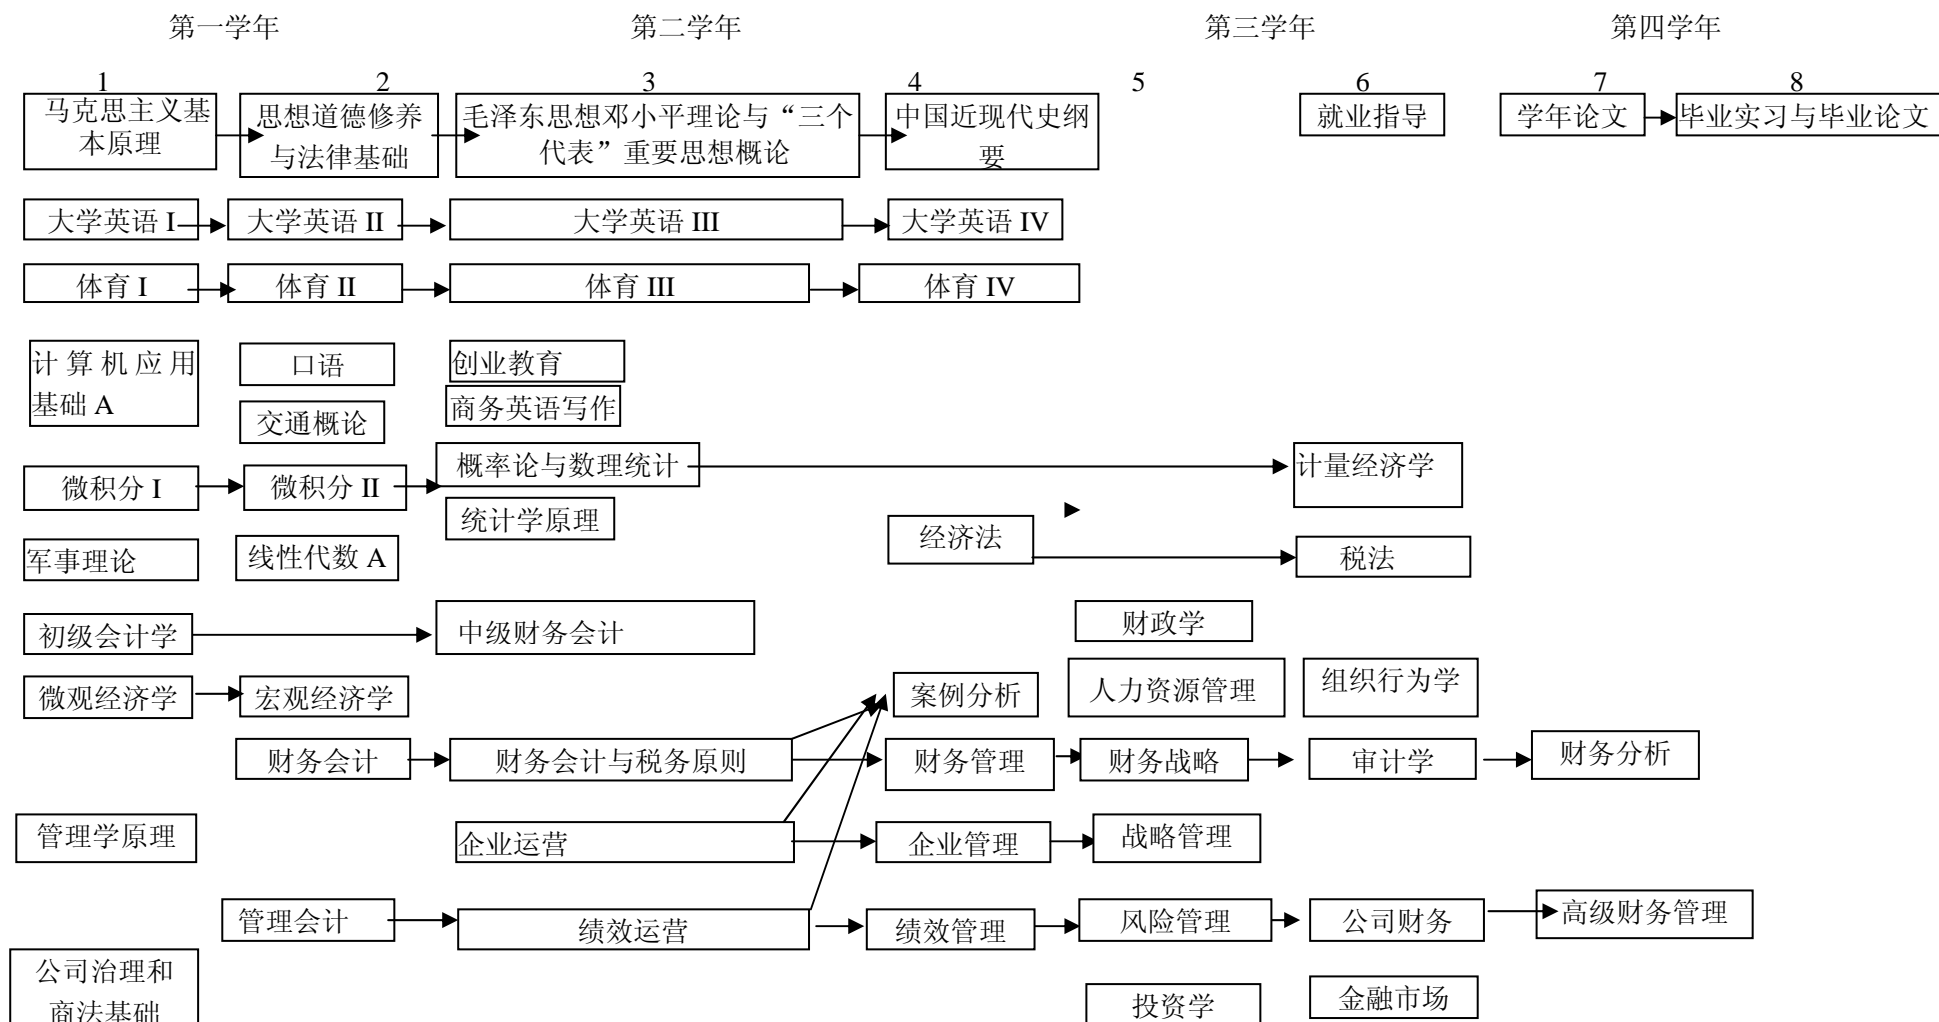 第一学年 第二学年 第三学年 第四学年
1 2 3 4 5 6 7 8
马克思主义基
本原理
思想道德修养
与法律基础
毛泽东思想邓小平理论与“三个
代表”重要思想概论
中国近现代史纲
要
就业指导
学年论文
毕业实习与毕业论文
大学英语 I
大学英语 II
大学英语 III
大学英语 IV
体育 I
体育 II
体育 III
体育 IV
计算机应用
基础 A
口语
创业教育
交通概论
商务英语写作
微积分 I
微积分 II
概率论与数理统计
计量经济学
统计学原理
经济法
税法
军事理论
线性代数 A
初级会计学
中级财务会计
财政学
微观经济学
宏观经济学
案例分析
人力资源管理
组织行为学
财务会计
财务会计与税务原则
财务管理
财务战略
审计学
财务分析
管理学原理
企业运营
企业管理
战略管理
管理会计
绩效运营
绩效管理
风险管理
公司财务
高级财务管理
公司治理和
商法基础
投资学
金融市场